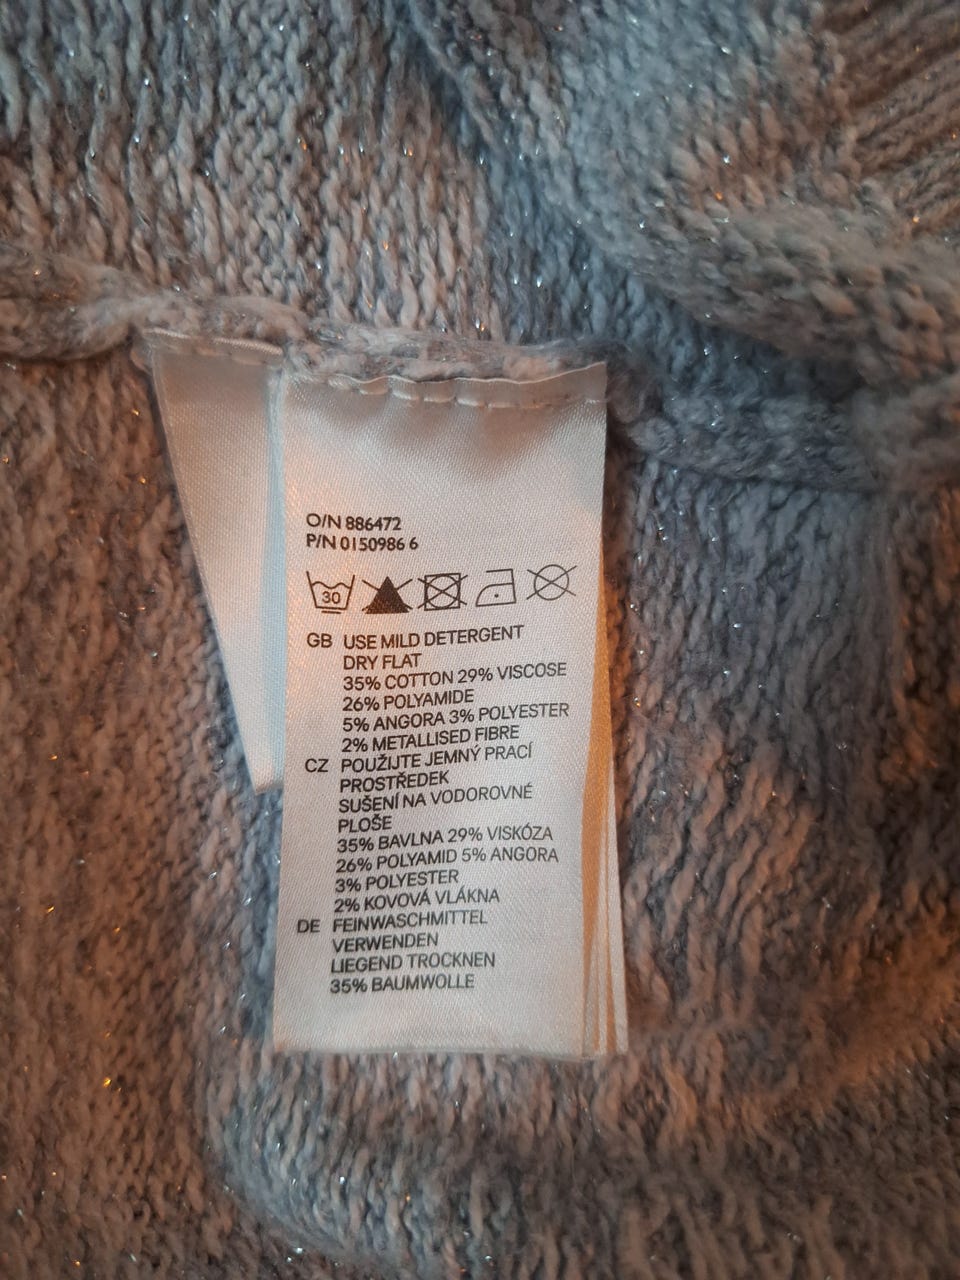 O/N 886472
P/N 0150986 6
30
GB USE MILD DETERGENT
DRY FLAT
35% COTTON 29% VISCOSE
26% POLYAMIDE
5% ANGORA 3% POLYESTER
2% METALLISED FIBRE
CZ POUŽIJTE JEMNÝ PRACÍ
PROSTŘEDEK
SUŠENÍ NA VODOROVNÉ
PLOŠE
35% BAVLNA 29% VISKÓZA
26% POLYAMID 5% ANGORA
3% POLYESTER
2% KOVOVÁ VLÁKNA
DE FEINWASCHMITTEL
VERWENDEN
LIEGEND TROCKNEN
35% BAUMWOLLE